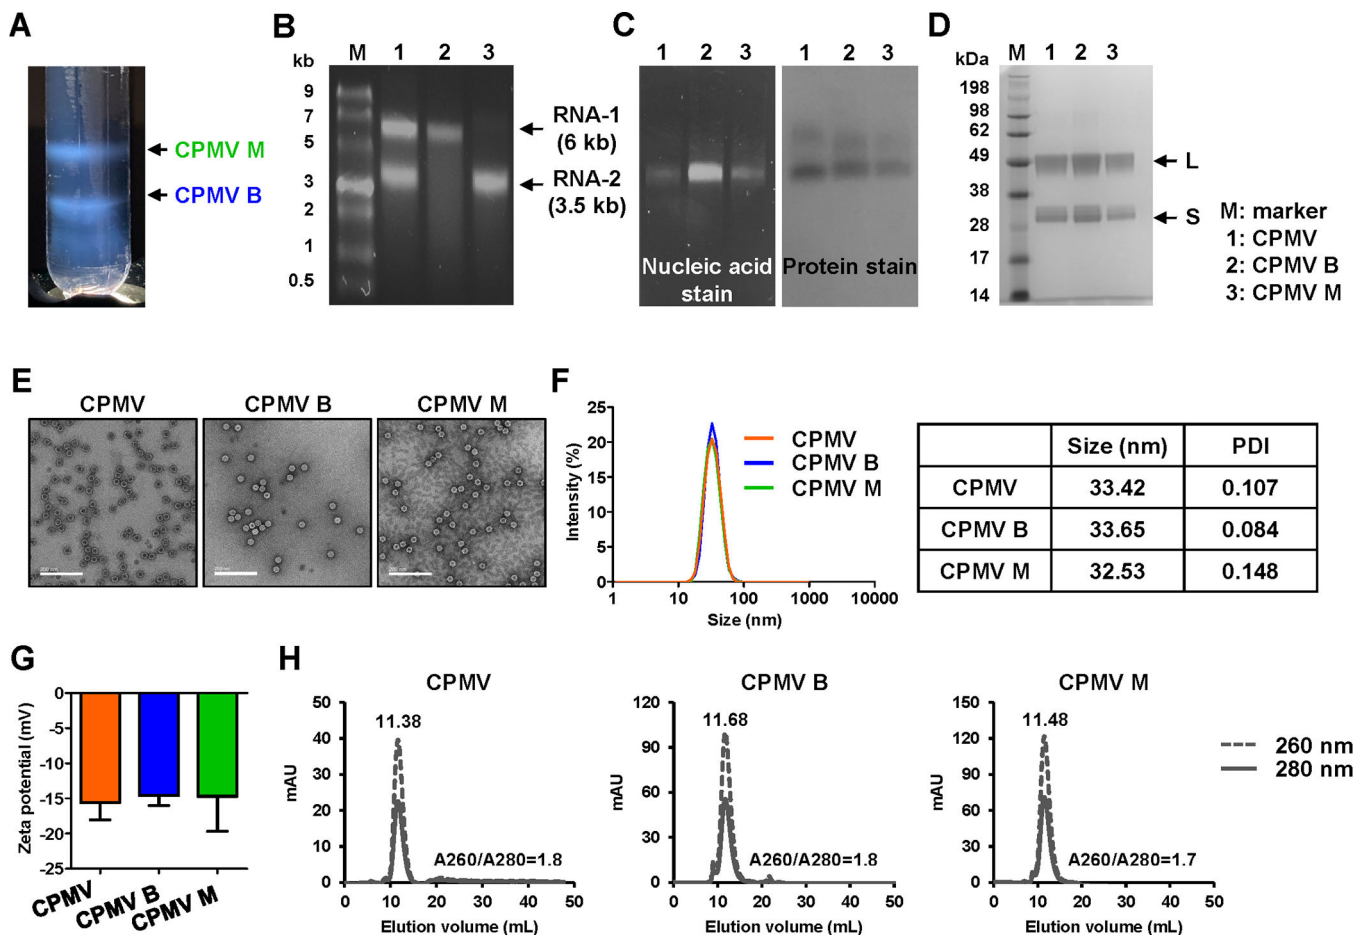 A
CPMV M
CPMV B
B
M 1 2 3
kb
9
7
5
3
2
1
0.5
RNA-1
(6 kb)
RNA-2
(3.5 kb)
C
1 2 3
Nucleic acid
stain
1 2 3
Protein stain
D
kDa
M 1 2 3
198
98
62
49
38
28
17
14
L
S
M: marker
1: CPMV
2: CPMV B
3: CPMV M
E
CPMV
CPMV B
CPMV M
200 nm
F
Intensity (%)
25
20
15
10
5
0
1 10 100 1000 10000
Size (nm)
CPMV
CPMV B
CPMV M
Size (nm) PDI
CPMV 33.42 0.107
CPMV B 33.65 0.084
CPMV M 32.53 0.148
G
Zeta potential (mV)
0
-5
-10
-15
-20
-25
CPMV
CPMV B
CPMV M
H
CPMV
mAU
50
40
30
20
10
0
11.38
A260/A280=1.8
0 10 20 30 40 50
Elution volume (mL)
CPMV B
mAU
120
90
60
30
0
11.68
A260/A280=1.8
0 10 20 30 40 50
Elution volume (mL)
CPMV M
mAU
150
120
90
60
30
0
11.48
A260/A280=1.7
0 10 20 30 40 50
Elution volume (mL)
260 nm
280 nm